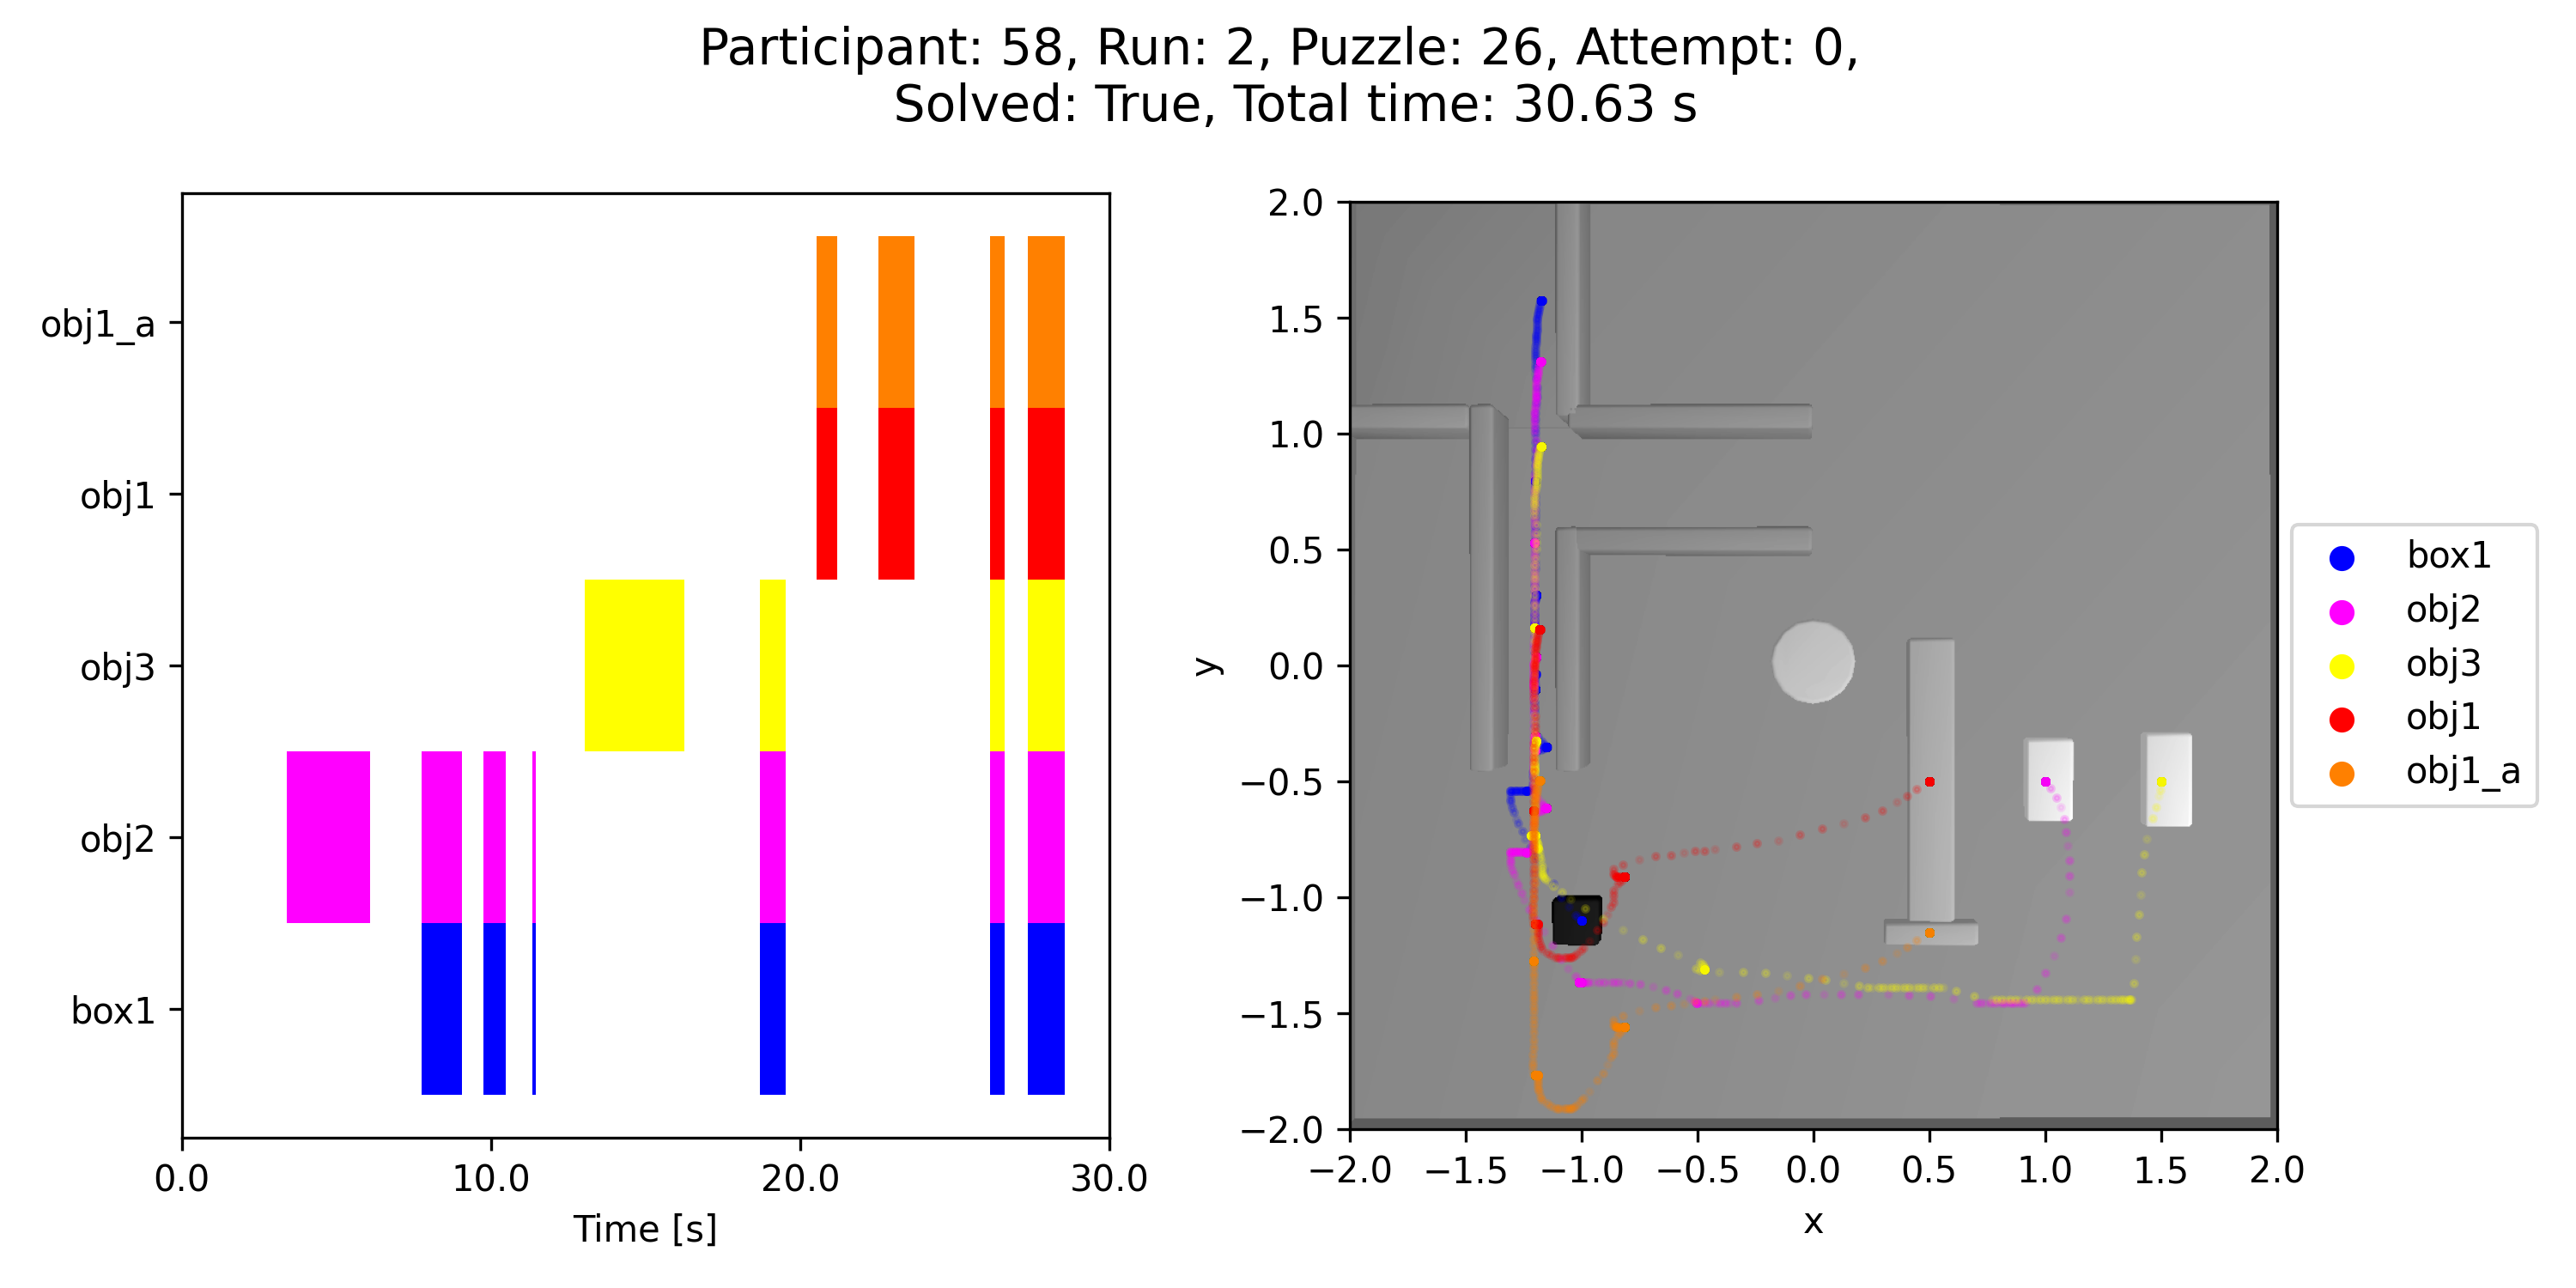 Participant: 58, Run: 2, Puzzle: 26, Attempt: 0,
Solved: True, Total time: 30.63 s
obj1_a
obj1
obj3
obj2
box1
0.0 10.0 20.0 30.0
Time [s]
2.0
1.5
1.0
0.5
0.0
−0.5
−1.0
−1.5
−2.0
y
−2.0 −1.5 −1.0 −0.5 0.0 0.5 1.0 1.5 2.0
x
box1
obj2
obj3
obj1
obj1_a